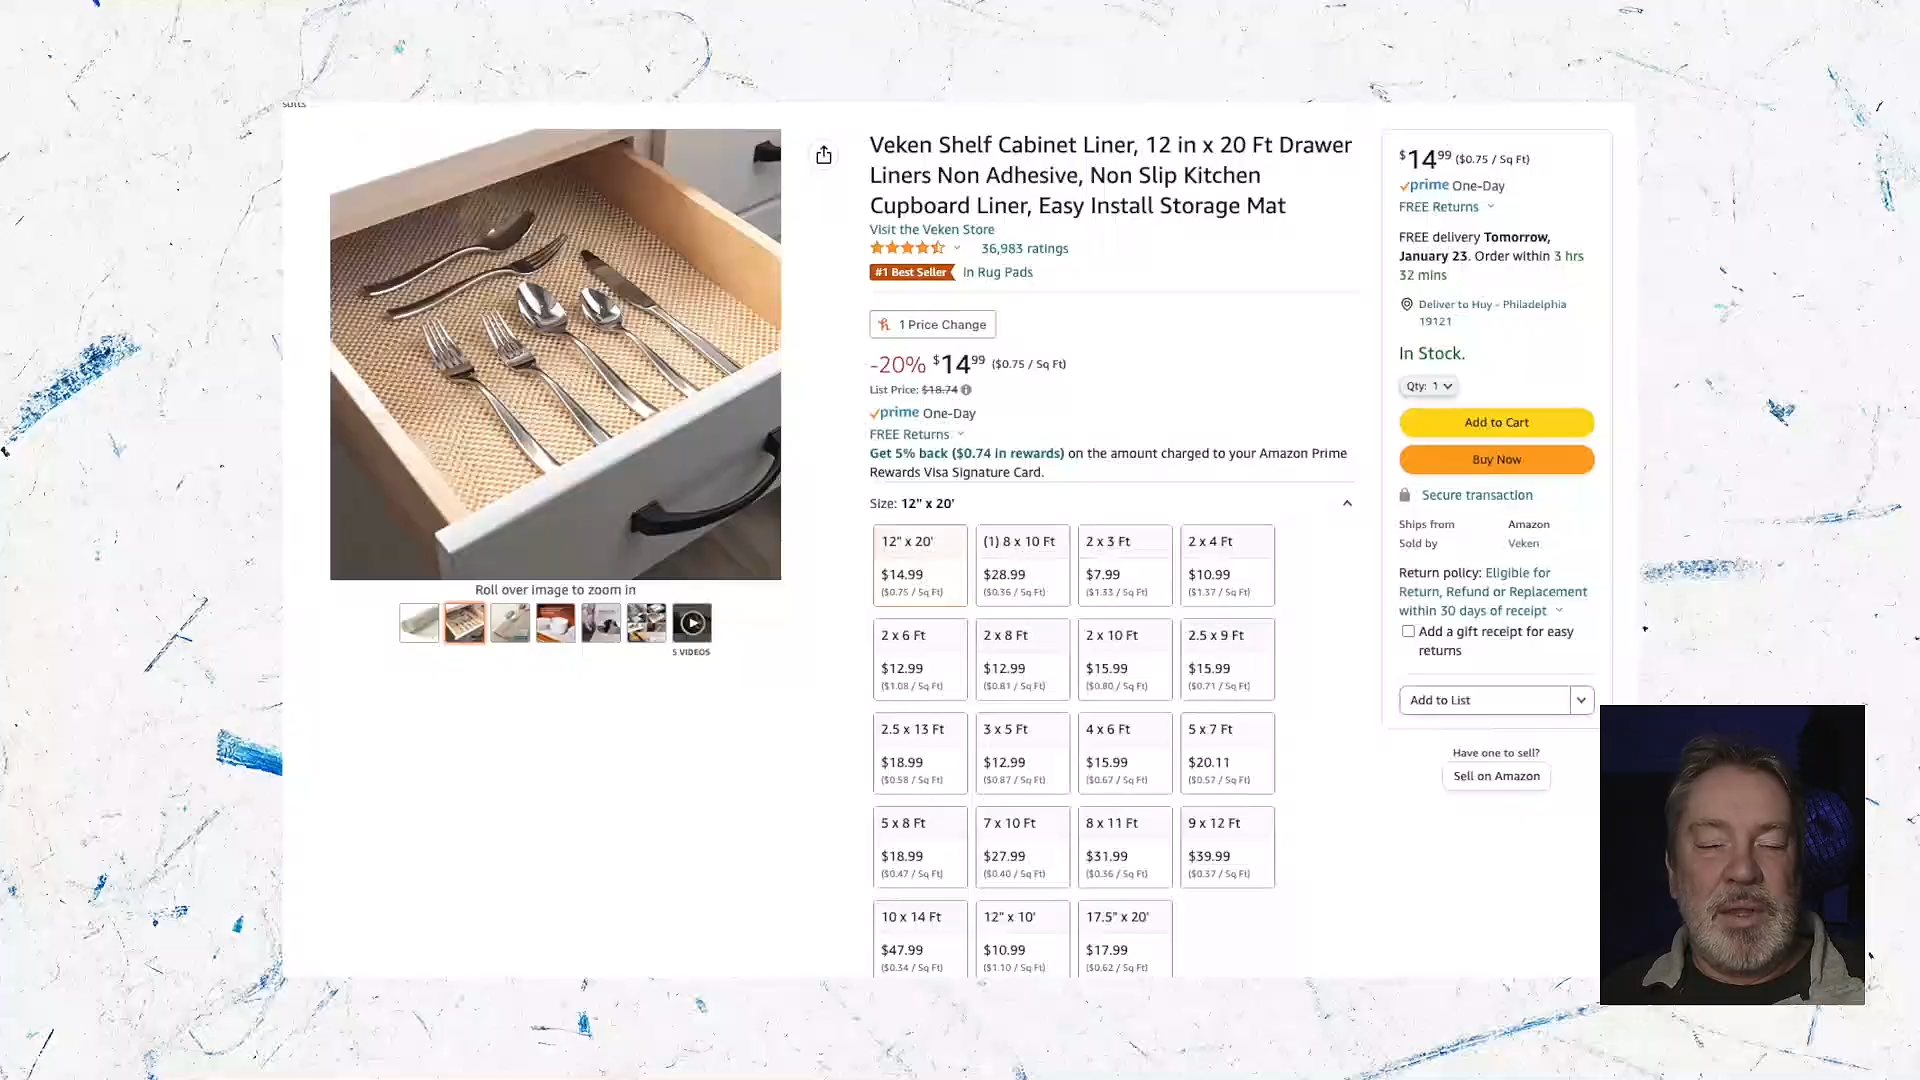 Veken Shelf Cabinet Liner, 12 in x 20 Ft Drawer
Liners Non Adhesive, Non Slip Kitchen
Cupboard Liner, Easy Install Storage Mat
Visit the Veken Store
36,983 ratings
#1 Best Seller In Rug Pads
1 Price Change
-20% $14.99 ($0.75 / Sq Ft)
List Price: $18.74
prime One-Day
FREE Returns
Get 5% back ($0.74 in rewards) on the amount charged to your Amazon Prime
Rewards Visa Signature Card.
Size: 12" x 20'
12" x 20'
$14.99
($0.75 / Sq Ft)
(1) 8 x 10 Ft
$28.99
($0.36 / Sq Ft)
2 x 3 Ft
$7.99
($1.33 / Sq Ft)
2 x 4 Ft
$10.99
($1.37 / Sq Ft)
2 x 6 Ft
$12.99
($1.08 / Sq Ft)
2 x 8 Ft
$12.99
($0.81 / Sq Ft)
2 x 10 Ft
$15.99
($0.80 / Sq Ft)
2.5 x 9 Ft
$15.99
($0.71 / Sq Ft)
2.5 x 13 Ft
$18.99
($0.58 / Sq Ft)
3 x 5 Ft
$12.99
($0.87 / Sq Ft)
4 x 6 Ft
$15.99
($0.67 / Sq Ft)
5 x 7 Ft
$20.11
($0.57 / Sq Ft)
5 x 8 Ft
$18.99
($0.47 / Sq Ft)
7 x 10 Ft
$27.99
($0.40 / Sq Ft)
8 x 11 Ft
$31.99
($0.36 / Sq Ft)
9 x 12 Ft
$39.99
($0.37 / Sq Ft)
10 x 14 Ft
$47.99
($0.34 / Sq Ft)
12" x 10'
$10.99
($1.10 / Sq Ft)
17.5" x 20'
$17.99
($0.62 / Sq Ft)
Roll over image to zoom in
5 VIDEOS
$14.99 ($0.75 / Sq Ft)
prime One-Day
FREE Returns
FREE delivery Tomorrow,
January 23. Order within 3 hrs
32 mins
Deliver to Huy - Philadelphia
19121
In Stock.
Qty: 1
Add to Cart
Buy Now
Secure transaction
Ships from Amazon
Sold by Veken
Return policy: Eligible for
Return, Refund or Replacement
within 30 days of receipt
Add a gift receipt for easy
returns
Add to List
Have one to sell?
Sell on Amazon